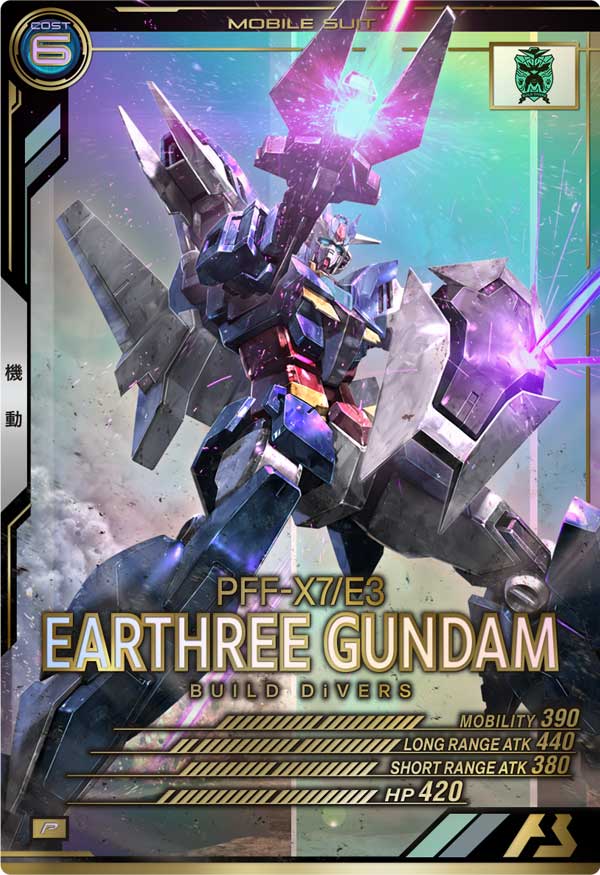 COST
6
MOBILE SUIT
機動
PFF-X7/E3
EARTHREE GUNDAM
BUILD DiVERS
MOBILITY 390
LONG RANGE ATK 440
SHORT RANGE ATK 380
HP 420
P